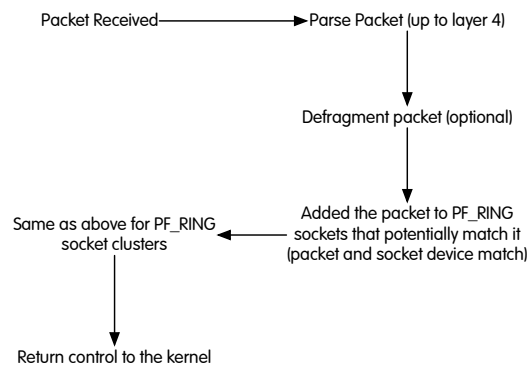 Packet Received
Parse Packet (up to layer 4)
Defragment packet (optional)
Added the packet to PF_RING
sockets that potentially match it
(packet and socket device match)
Same as above for PF_RING
socket clusters
Return control to the kernel